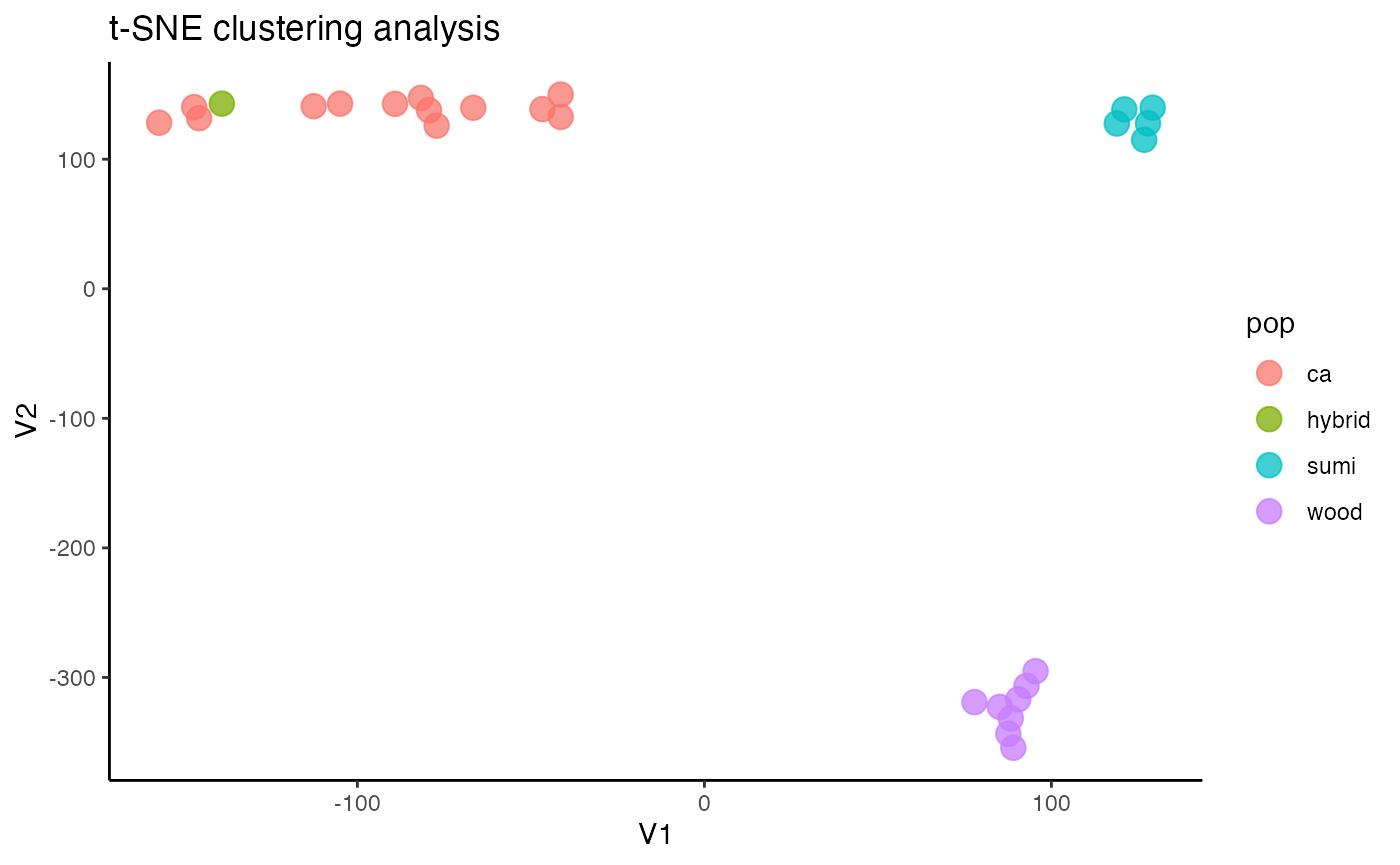 t-SNE clustering analysis
V2
100
0
-100
-200
-300
-100
0
100
V1
pop
ca
hybrid
sumi
wood